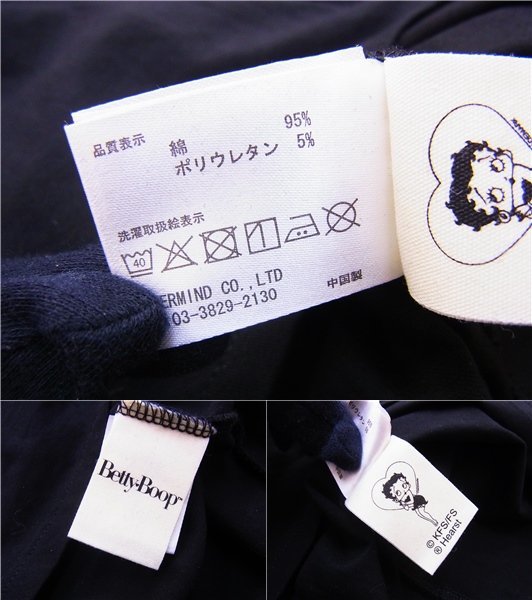 品質表示
綿 95%
ポリウレタン 5%
洗濯取扱絵表示
40
ERMIND CO.,LTD
03-3829-2130
中国製
Betty Boop™
© KFS/FS
® Hearst